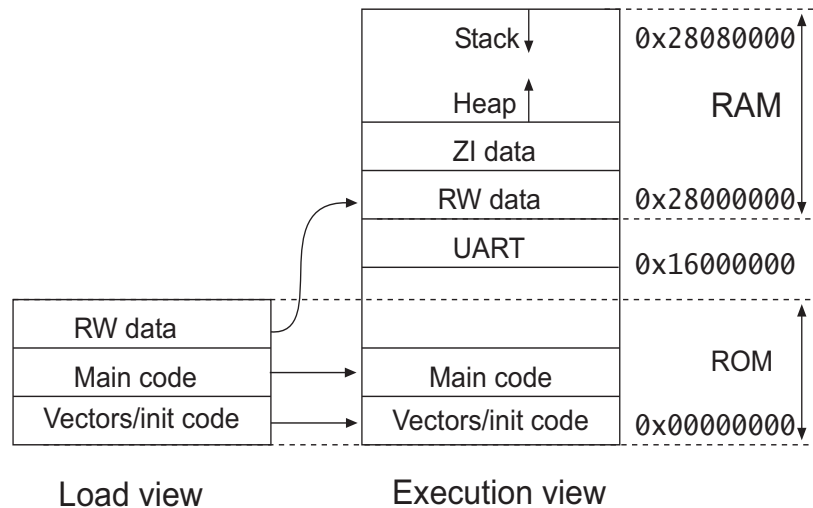 Stack
0x28080000
Heap
RAM
ZI data
RW data
0x28000000
UART
0x16000000
RW data
Main code
Main code
ROM
Vectors/init code
Vectors/init code
0x00000000
Load view
Execution view